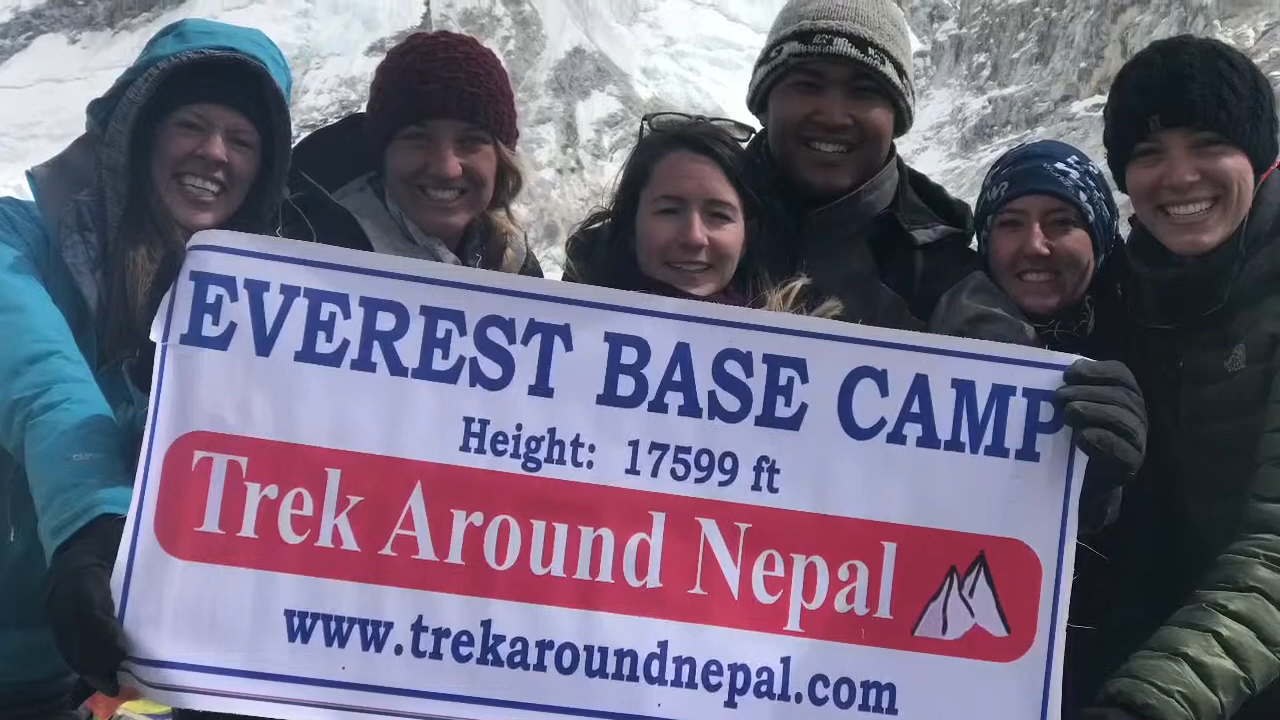 EVEREST BASE CAMP
Height: 17599 ft
Trek Around Nepal
www.trekaroundnepal.com